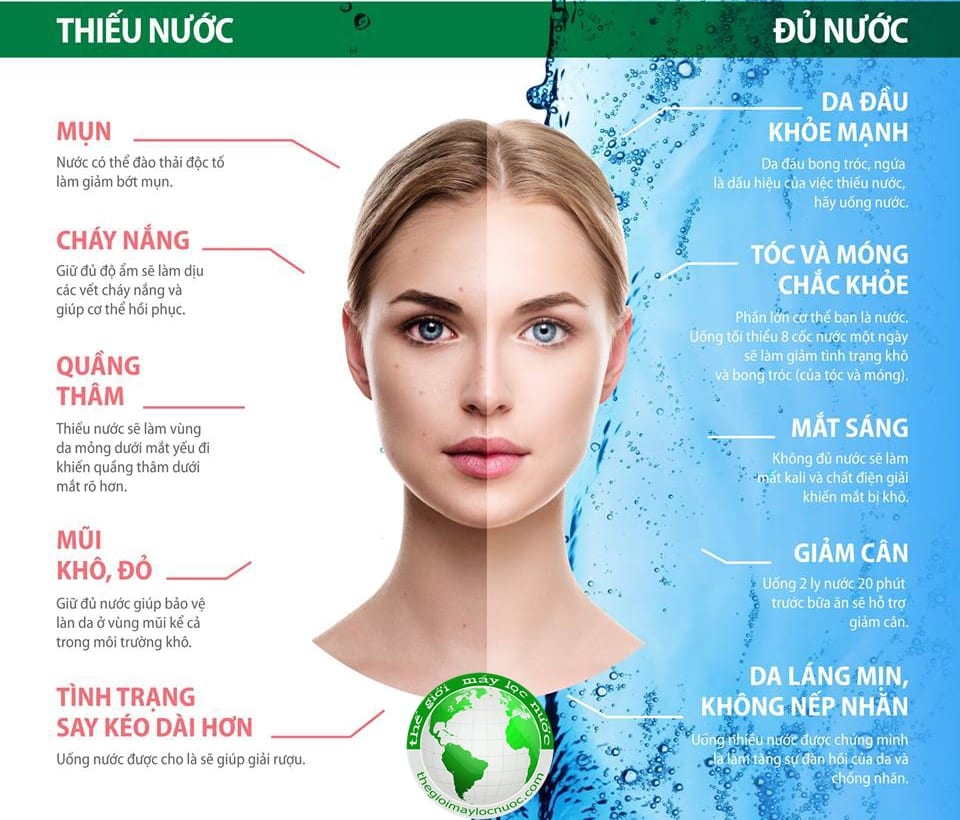 THIẾU NƯỚC
ĐỦ NƯỚC
MỤN
Nước có thể đào thải độc tố
làm giảm bớt mụn.
CHÁY NẮNG
Giữ đủ độ ẩm sẽ làm dịu
các vết cháy nắng và
giúp cơ thể hồi phục.
QUẦNG
THÂM
Thiếu nước sẽ làm vùng
da mỏng dưới mắt yếu đi
khiến quầng thâm dưới
mắt rõ hơn.
MŨI
KHÔ, ĐỎ
Giữ đủ nước giúp bảo vệ
làn da ở vùng mũi kể cả
trong môi trường khô.
TÌNH TRẠNG
SAY KÉO DÀI HƠN
Uống nước được cho là sẽ giúp giải rượu.
DA ĐẦU
KHỎE MẠNH
Da đầu bong tróc, ngứa
là dấu hiệu của việc thiếu nước,
hãy uống nước.
TÓC VÀ MÓNG
CHẮC KHỎE
Phần lớn cơ thể bạn là nước.
Uống tối thiểu 8 cốc nước một ngày
sẽ làm giảm tình trạng khô
và bong tróc (của tóc và móng).
MẮT SÁNG
Không đủ nước sẽ làm
mất kali và chất điện giải
khiến mắt bị khô.
GIẢM CÂN
Uống 2 ly nước 20 phút
trước bữa ăn sẽ hỗ trợ
giảm cân.
DA LÁNG MỊN,
KHÔNG NẾP NHĂN
Uống nhiều nước được chứng minh
là làm tăng sự đàn hồi của da và
chống nhăn.
thế giới máy lọc nước
thegioimaylocnuoc.com